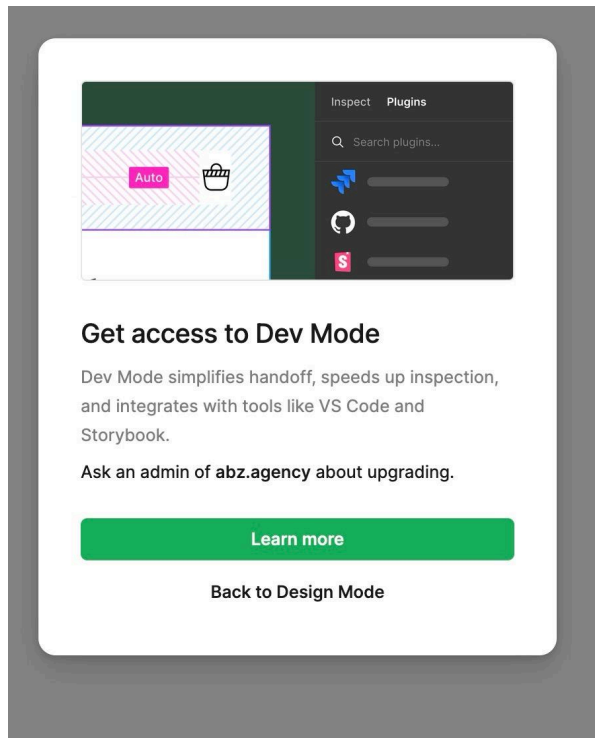 Inspect Plugins
Search plugins...
Auto
S
Get access to Dev Mode
Dev Mode simplifies handoff, speeds up inspection,
and integrates with tools like VS Code and
Storybook.
Ask an admin of abz.agency about upgrading.
Learn more
Back to Design Mode